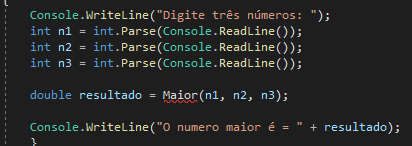 {
Console.WriteLine("Digite três números: ");
int n1 = int.Parse(Console.ReadLine());
int n2 = int.Parse(Console.ReadLine());
int n3 = int.Parse(Console.ReadLine());
double resultado = Maior(n1, n2, n3);
Console.WriteLine("O numero maior é = " + resultado);
}